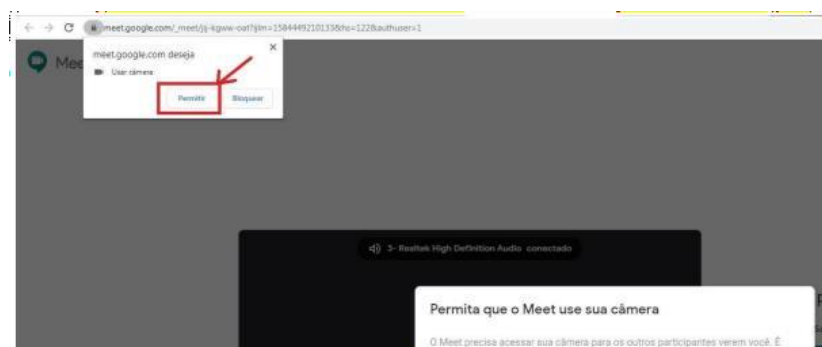 meet.google.com/_meet/jij-kgww-oat?ijlm=1584449210133&hs=122&authuser=1
Mee
meet.google.com deseja
Usar câmera
Permitir
Bloquear
3- Realtek High Definition Audio conectado
Permita que o Meet use sua câmera
O Meet precisa acessar sua câmera para os outros participantes verem você. É